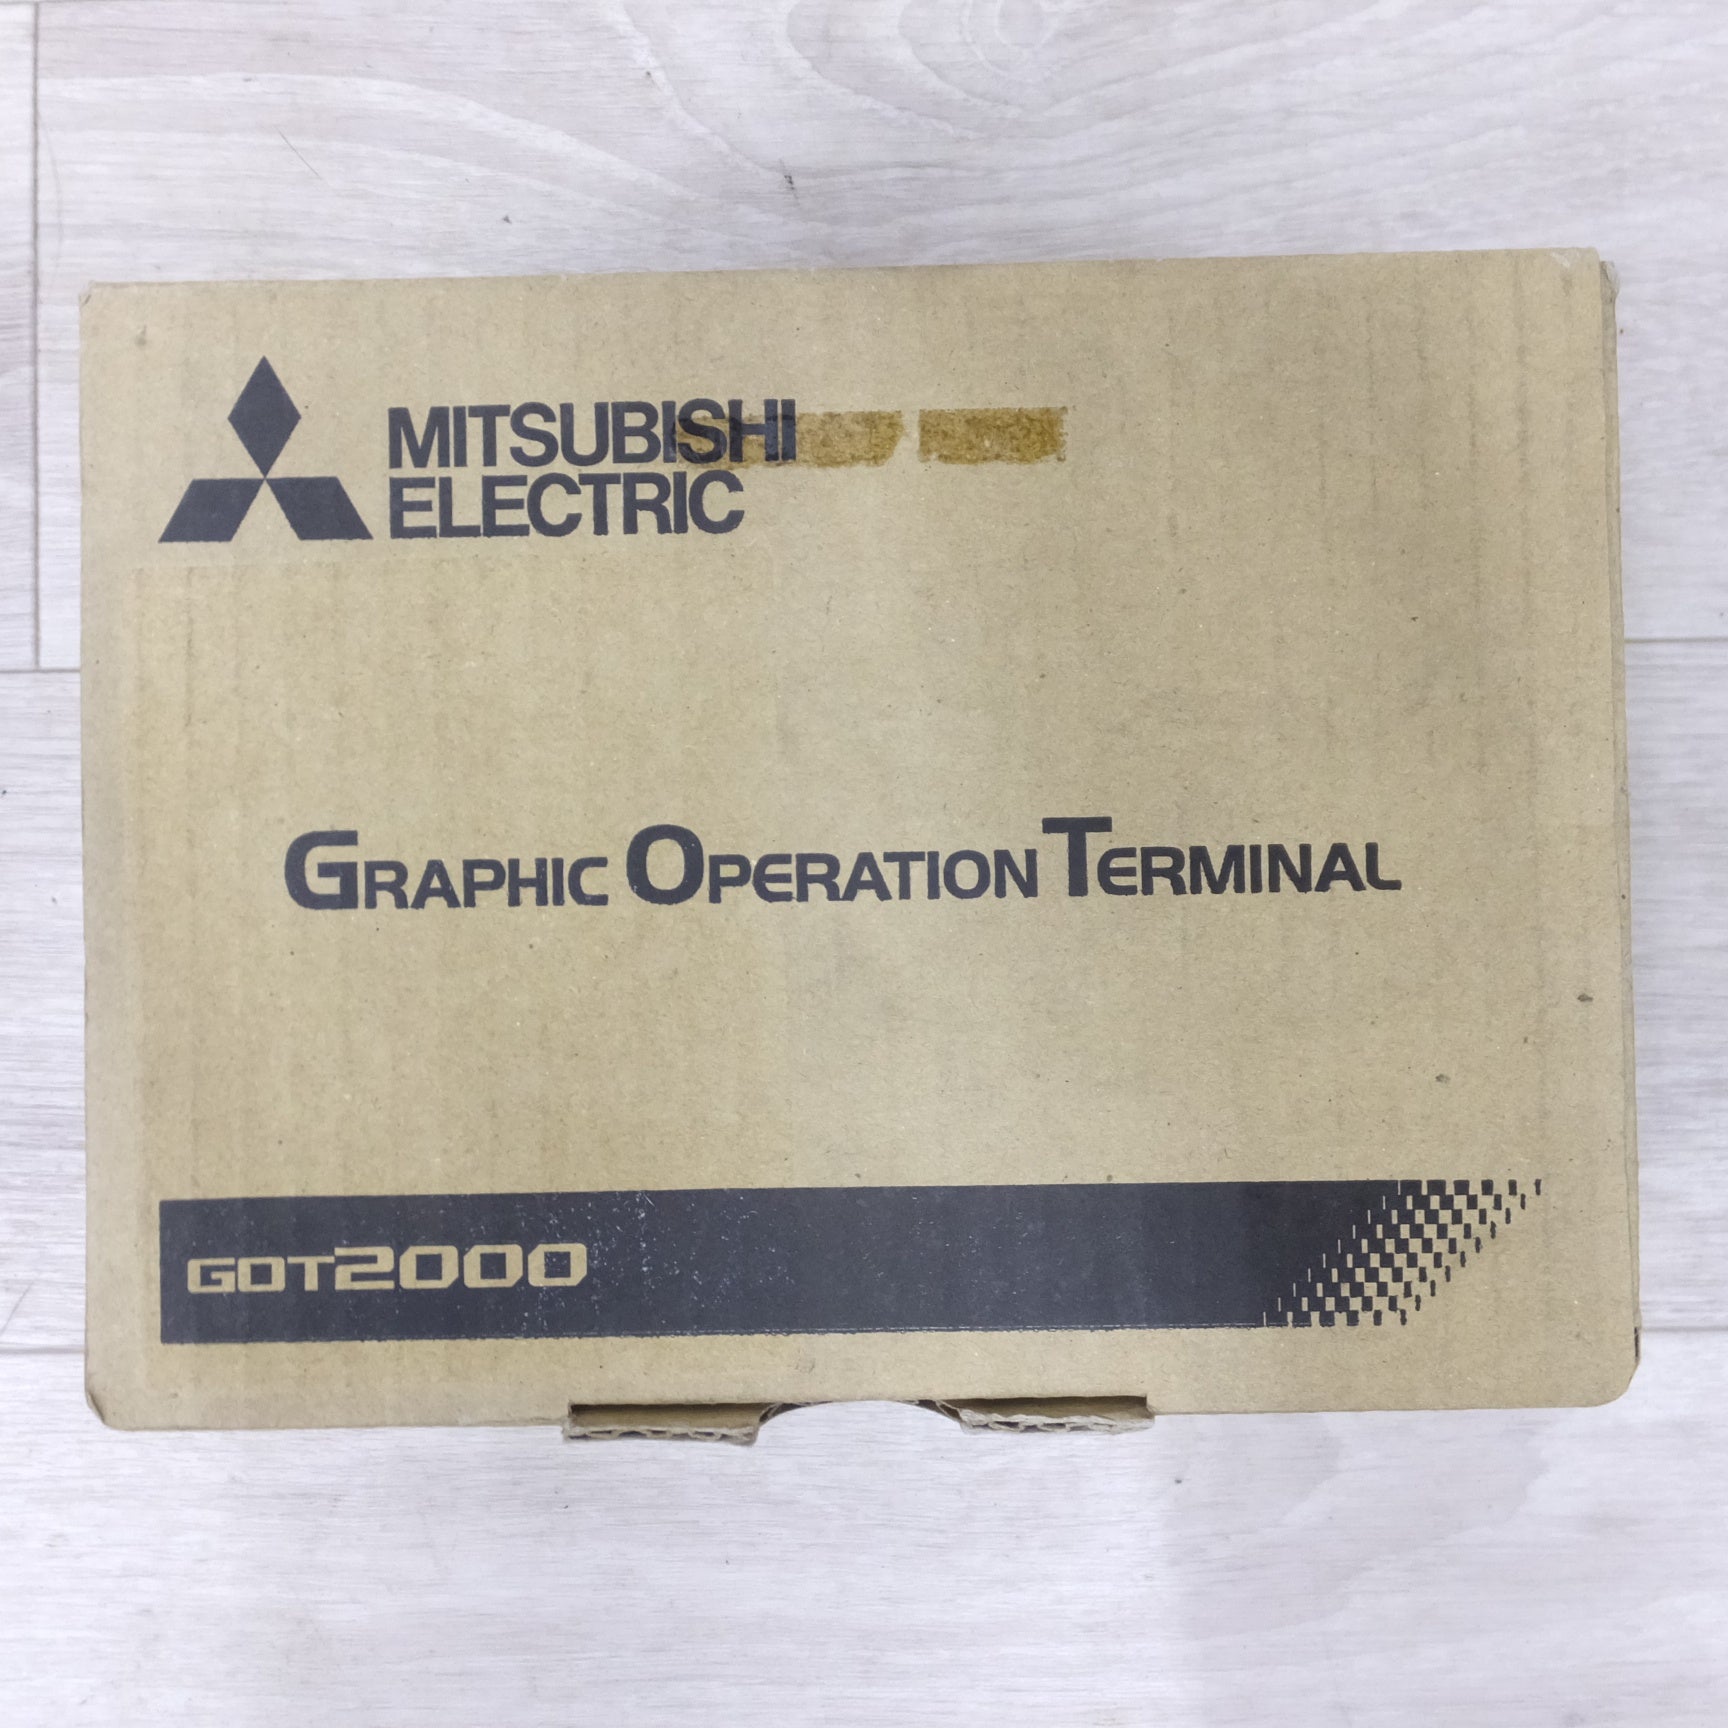 MITSUBISHI
ELECTRIC
GRAPHIC OPERATION TERMINAL
GOT2000